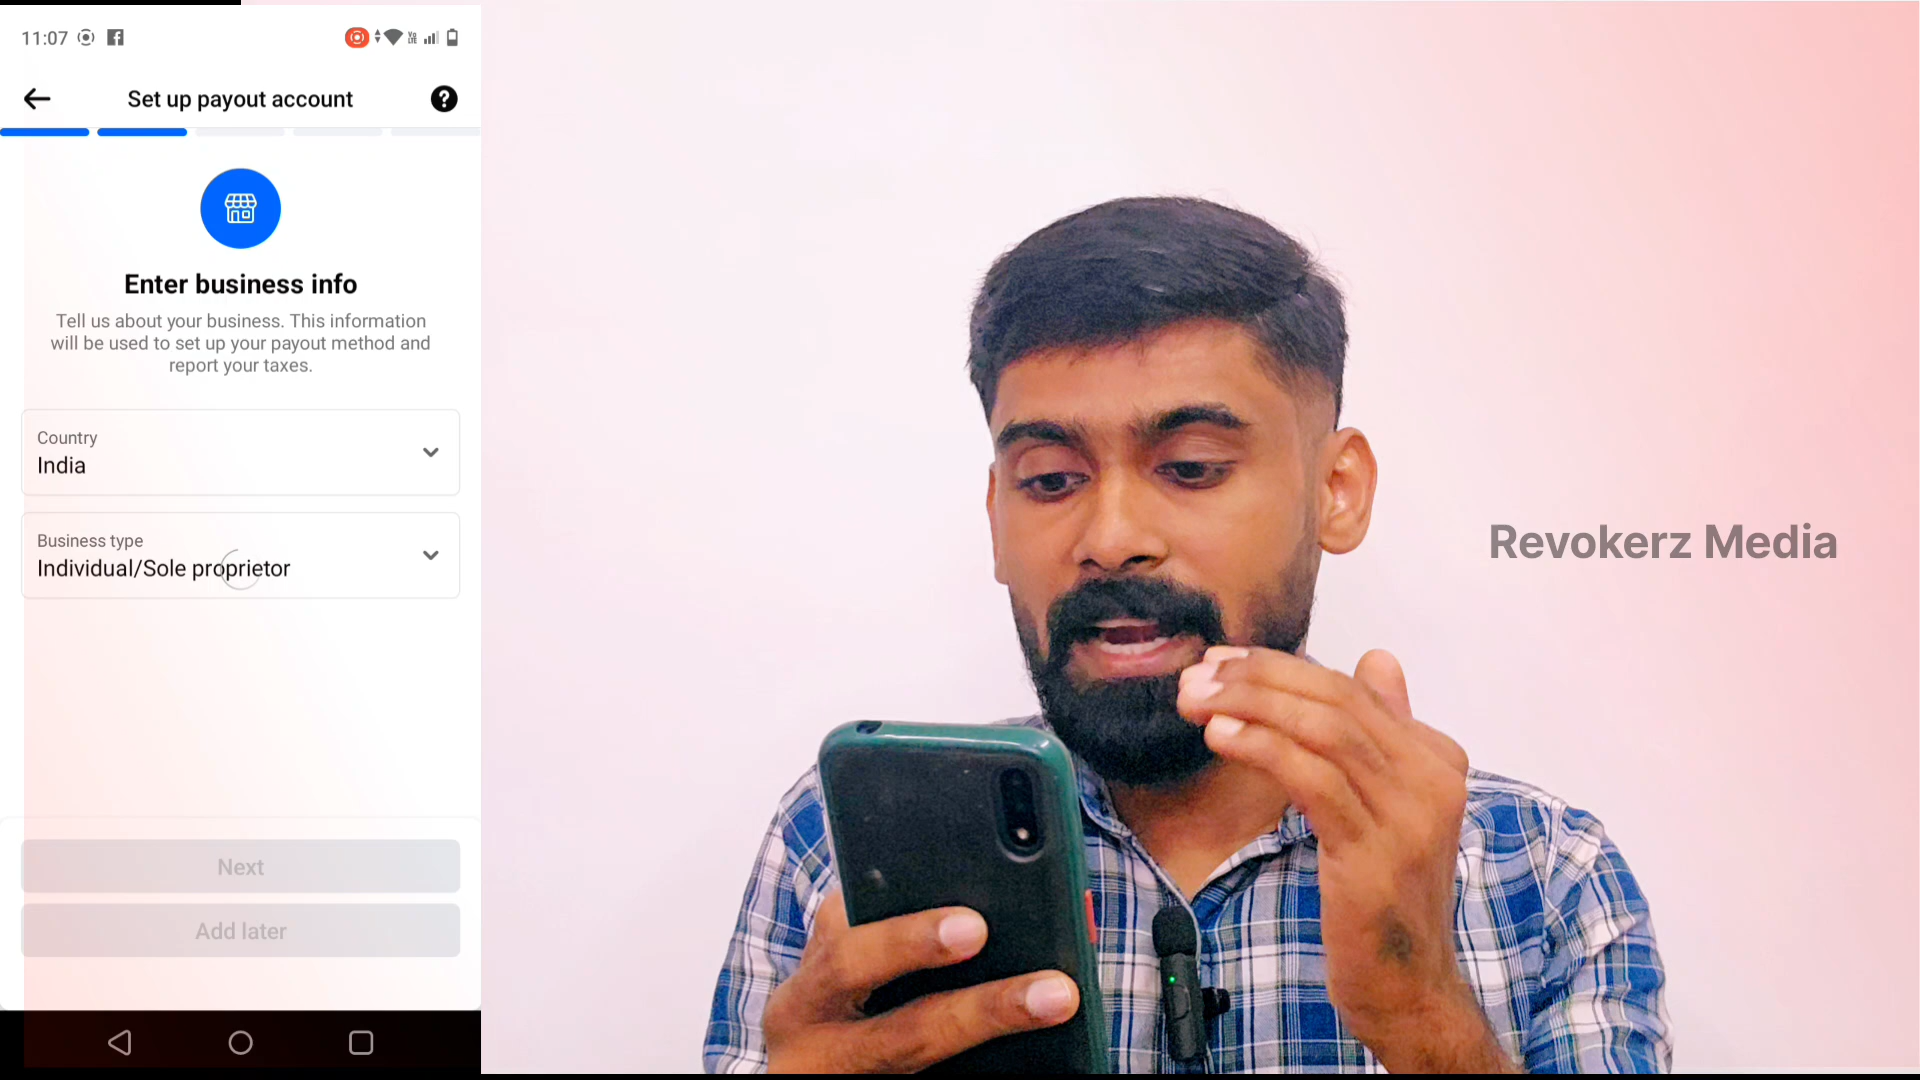 11:07
Set up payout account
Enter business info
Tell us about your business. This information
will be used to set up your payout method and
report your taxes.
Country
India
Business type
Individual/Sole proprietor
Next
Add later
Revokerz Media